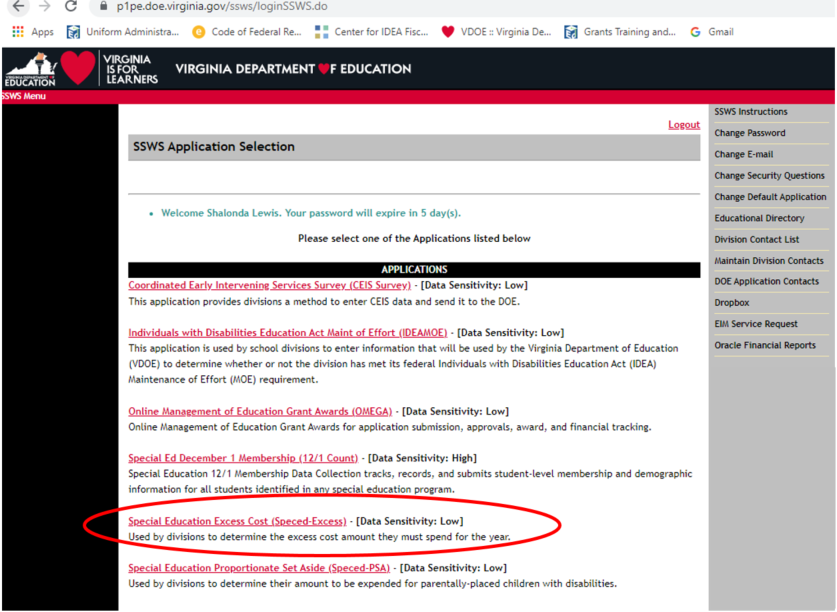 p1pe.doe.virginia.gov/ssws/loginSSWS.do
Apps Uniform Administra... Code of Federal Re... Center for IDEA Fisc... VDOE :: Virginia De... Grants Training and... Gmail
VIRGINIA DEPARTMENT OF
EDUCATION
VIRGINIA
IS FOR
LEARNERS
VIRGINIA DEPARTMENT F EDUCATION
SSWS Menu
Logout
SSWS Application Selection
Welcome Shalonda Lewis. Your password will expire in 5 day(s).
Please select one of the Applications listed below
APPLICATIONS
Coordinated Early Intervening Services Survey (CEIS Survey) - [Data Sensitivity: Low]
This application provides divisions a method to enter CEIS data and send it to the DOE.
Individuals with Disabilities Education Act Maint of Effort (IDEAMOE) - [Data Sensitivity: Low]
This application is used by school divisions to enter information that will be used by the Virginia Department of Education
(VDOE) to determine whether or not the division has met its federal Individuals with Disabilities Education Act (IDEA)
Maintenance of Effort (MOE) requirement.
Online Management of Education Grant Awards (OMEGA) - [Data Sensitivity: Low]
Online Management of Education Grant Awards for application submission, approvals, award, and financial tracking.
Special Ed December 1 Membership (12/1 Count) - [Data Sensitivity: High]
Special Education 12/1 Membership Data Collection tracks, records, and submits student-level membership and demographic
information for all students identified in any special education program.
Special Education Excess Cost (Speced-Excess) - [Data Sensitivity: Low]
Used by divisions to determine the excess cost amount they must spend for the year.
Special Education Proportionate Set Aside (Speced-PSA) - [Data Sensitivity: Low]
Used by divisions to determine their amount to be expended for parentally-placed children with disabilities.
SSWS Instructions
Change Password
Change E-mail
Change Security Questions
Change Default Application
Educational Directory
Division Contact List
Maintain Division Contacts
DOE Application Contacts
Dropbox
EIM Service Request
Oracle Financial Reports